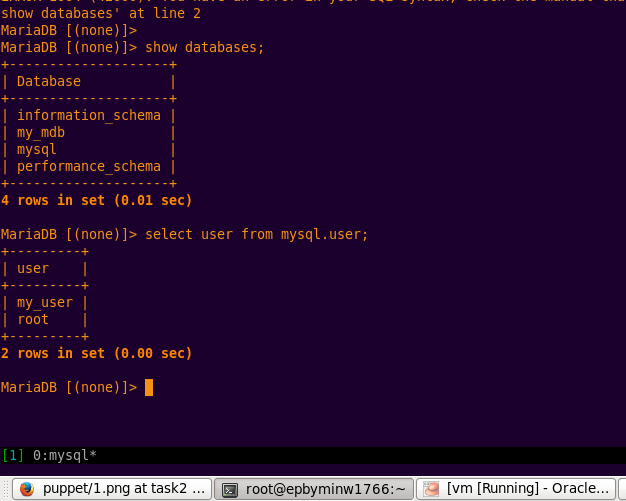 show databases' at line 2
MariaDB [(none)]>
MariaDB [(none)]> show databases;
+--------------------+
| Database           |
+--------------------+
| information_schema |
| my_mdb             |
| mysql              |
| performance_schema |
+--------------------+
4 rows in set (0.01 sec)

MariaDB [(none)]> select user from mysql.user;
+---------+
| user    |
+---------+
| my_user |
| root    |
+---------+
2 rows in set (0.00 sec)

MariaDB [(none)]>
[1] 0:mysql*
puppet/1.png at task2 ... root@epbyminw1766:~ [vm [Running] - Oracle...